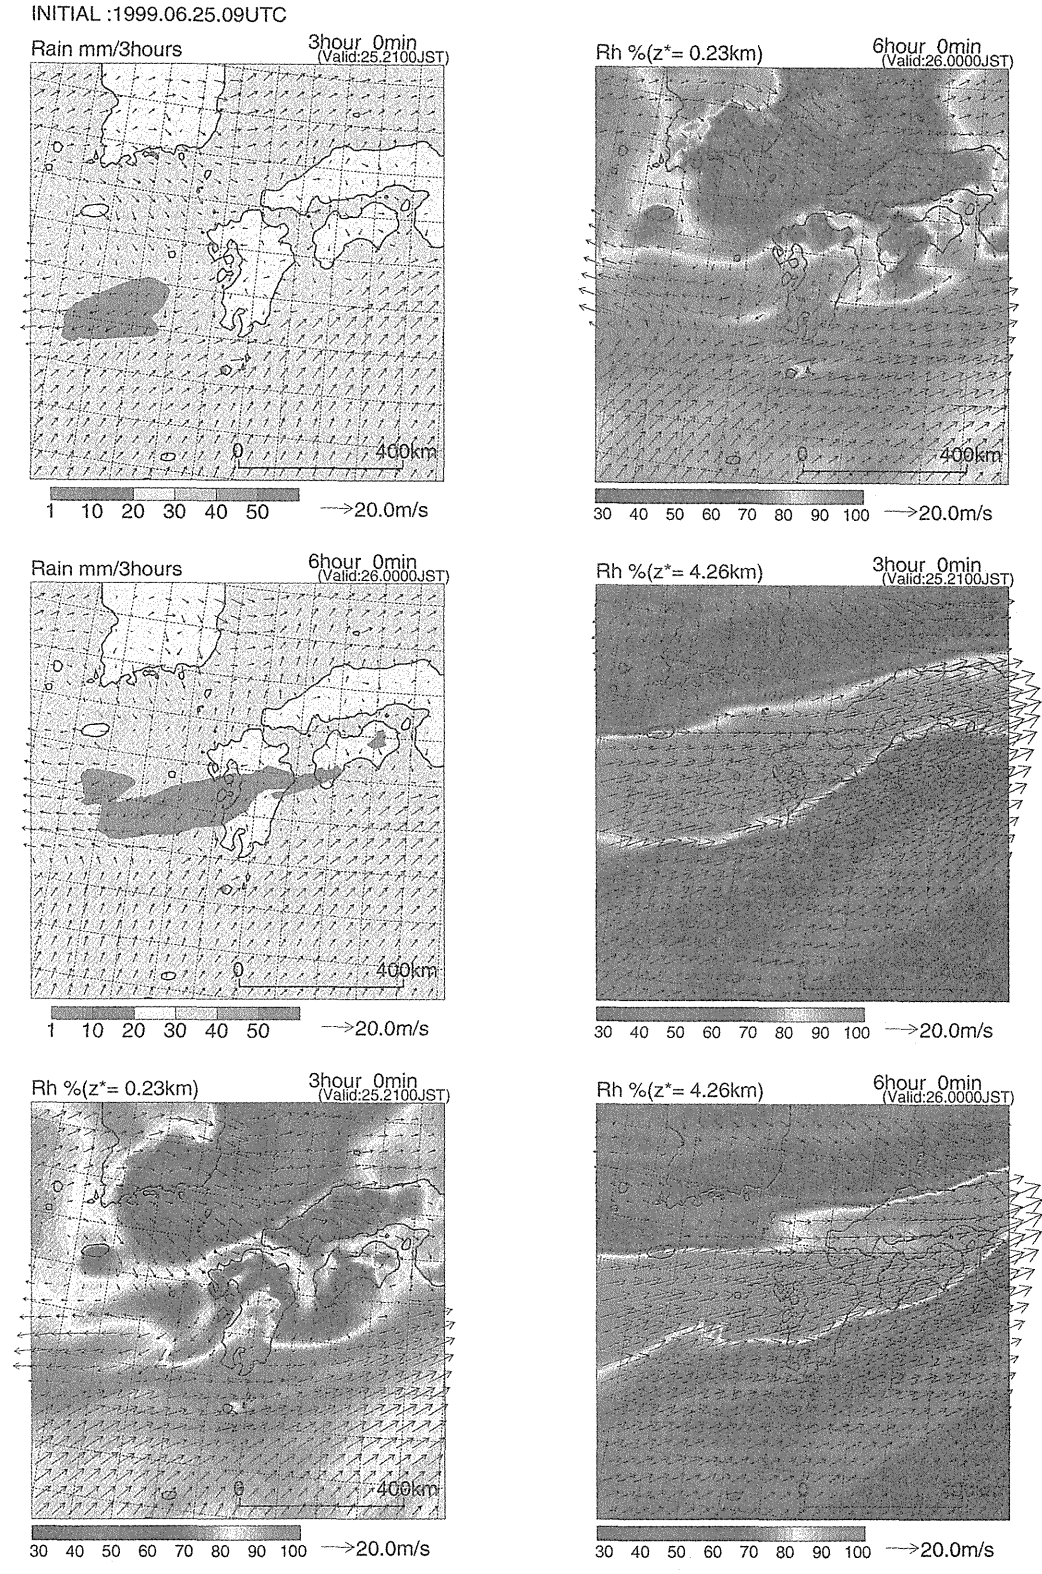 INITIAL :1999.06.25.09UTC
Rain mm/3hours
3hour 0min
(Valid:25.2100JST)
0
400km
1 10 20 30 40 50
20.0m/s
Rain mm/3hours
6hour 0min
(Valid:26.0000JST)
0
400km
1 10 20 30 40 50
20.0m/s
Rh %(z*= 0.23km)
3hour 0min
(Valid:25.2100JST)
0
400km
30 40 50 60 70 80 90 100
20.0m/s
Rh %(z*= 0.23km)
6hour 0min
(Valid:26.0000JST)
0
400km
30 40 50 60 70 80 90 100
20.0m/s
Rh %(z*= 4.26km)
3hour 0min
(Valid:25.2100JST)
0
30 40 50 60 70 80 90 100
20.0m/s
Rh %(z*= 4.26km)
6hour 0min
(Valid:26.0000JST)
0
30 40 50 60 70 80 90 100
20.0m/s